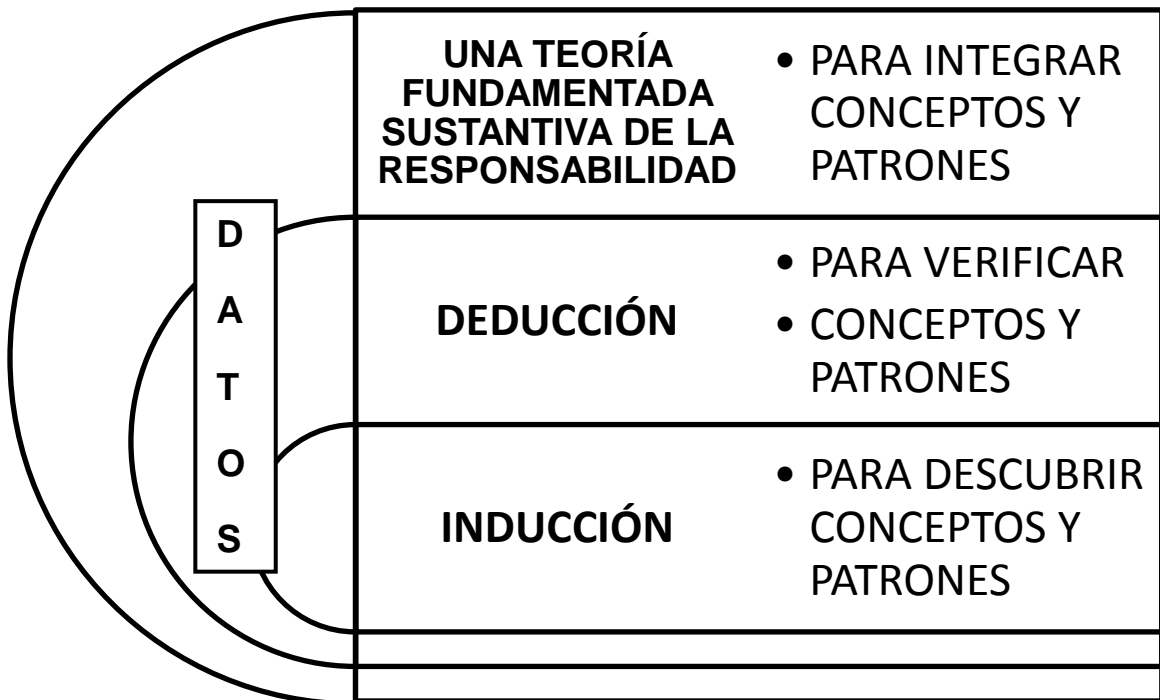 UNA TEORÍA
FUNDAMENTADA
SUSTANTIVA DE LA
RESPONSABILIDAD
• PARA INTEGRAR
CONCEPTOS Y
PATRONES
D
A
T
O
S
DEDUCCIÓN
• PARA VERIFICAR
• CONCEPTOS Y
PATRONES
INDUCCIÓN
• PARA DESCUBRIR
CONCEPTOS Y
PATRONES